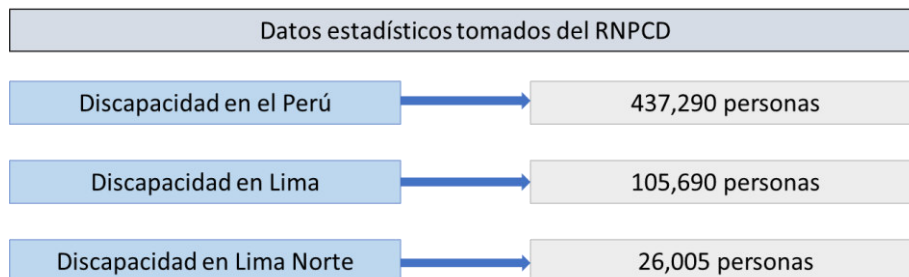 Datos estadísticos tomados del RNPCD
Discapacidad en el Perú
437,290 personas
Discapacidad en Lima
105,690 personas
Discapacidad en Lima Norte
26,005 personas